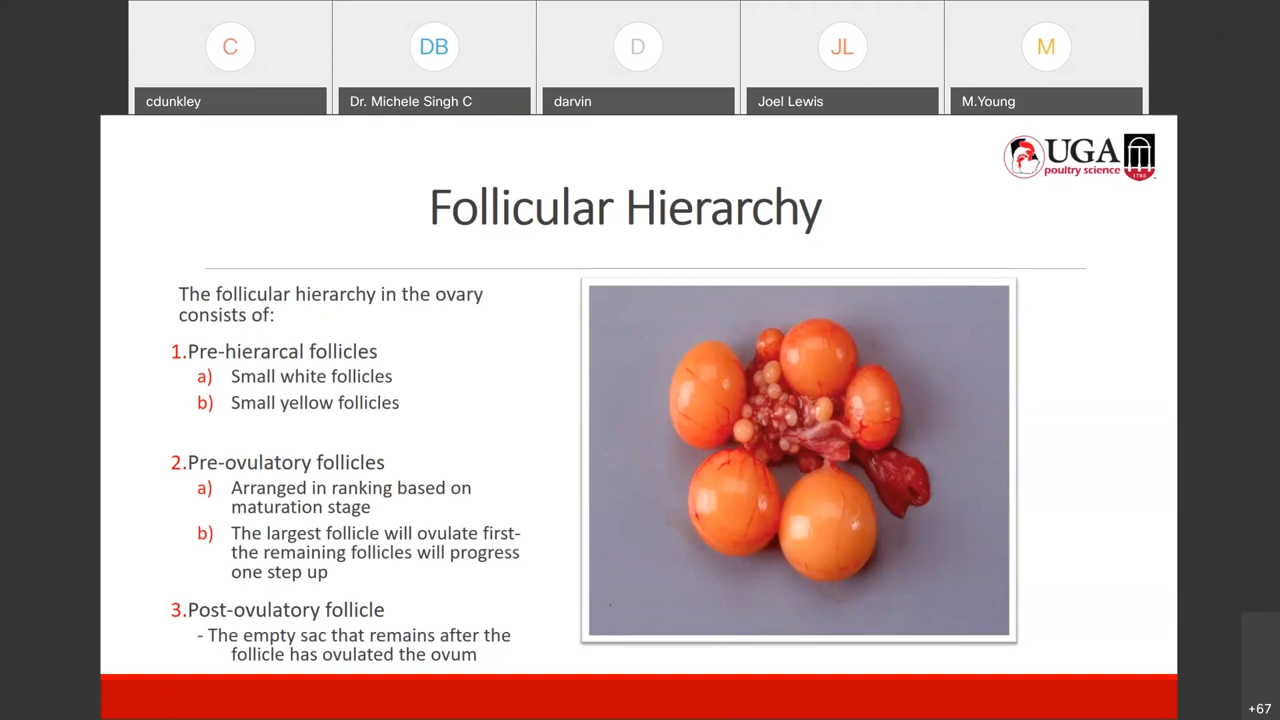 C
DB
D
JL
M
cdunkley
Dr. Michele Singh C
darvin
Joel Lewis
M.Young
UGA
poultry science
1785
Follicular Hierarchy
The follicular hierarchy in the ovary
consists of:
1.Pre-hierarcal follicles
a) Small white follicles
b) Small yellow follicles
2.Pre-ovulatory follicles
a) Arranged in ranking based on
maturation stage
b) The largest follicle will ovulate first-
the remaining follicles will progress
one step up
3.Post-ovulatory follicle
- The empty sac that remains after the
follicle has ovulated the ovum
+67